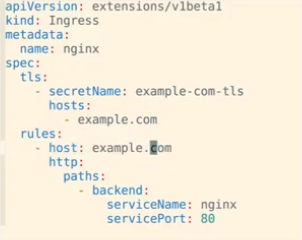 apiVersion: extensions/v1beta1
kind: Ingress
metadata:
  name: nginx
spec:
  tls:
    - secretName: example-com-tls
      hosts:
        - example.com
  rules:
    - host: example.com
      http:
        paths:
          - backend:
              serviceName: nginx
              servicePort: 80